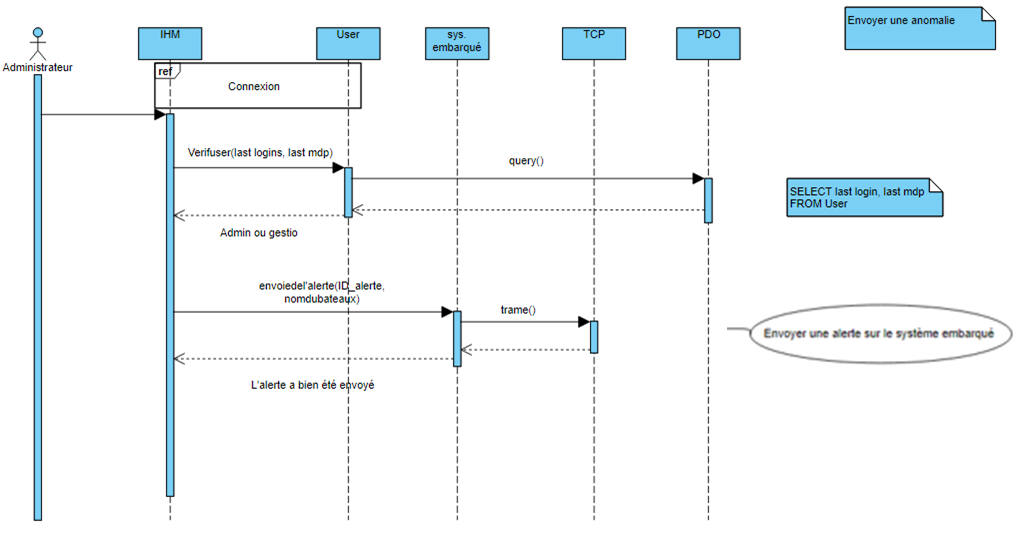 Envoyer une anomalie
IHM
User
sys.
embarqué
TCP
PDO
Administrateur
ref
Connexion
Verifuser(last logins, last mdp)
query()
SELECT last login, last mdp
FROM User
Admin ou gestio
envoiedel'alerte(ID_alerte,
nomdubateaux)
trame()
Envoyer une alerte sur le système embarqué
L'alerte a bien été envoyé